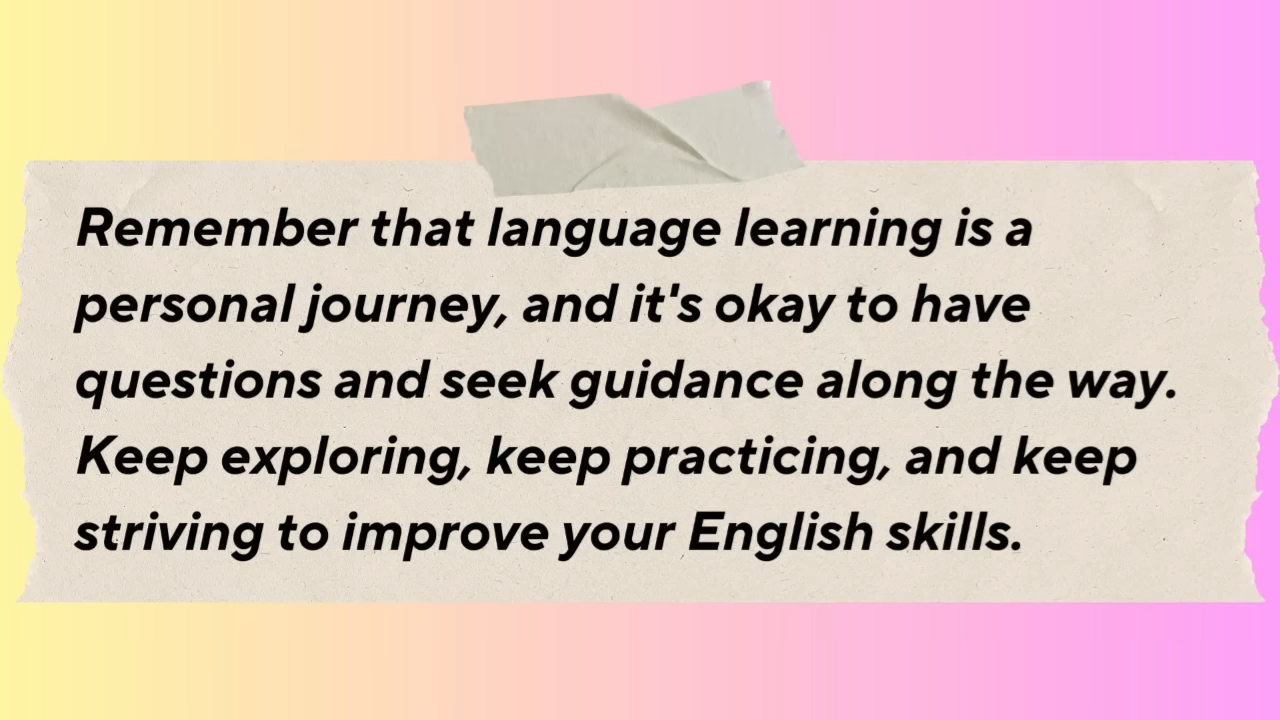 Remember that language learning is a
personal journey, and it's okay to have
questions and seek guidance along the way.
Keep exploring, keep practicing, and keep
striving to improve your English skills.